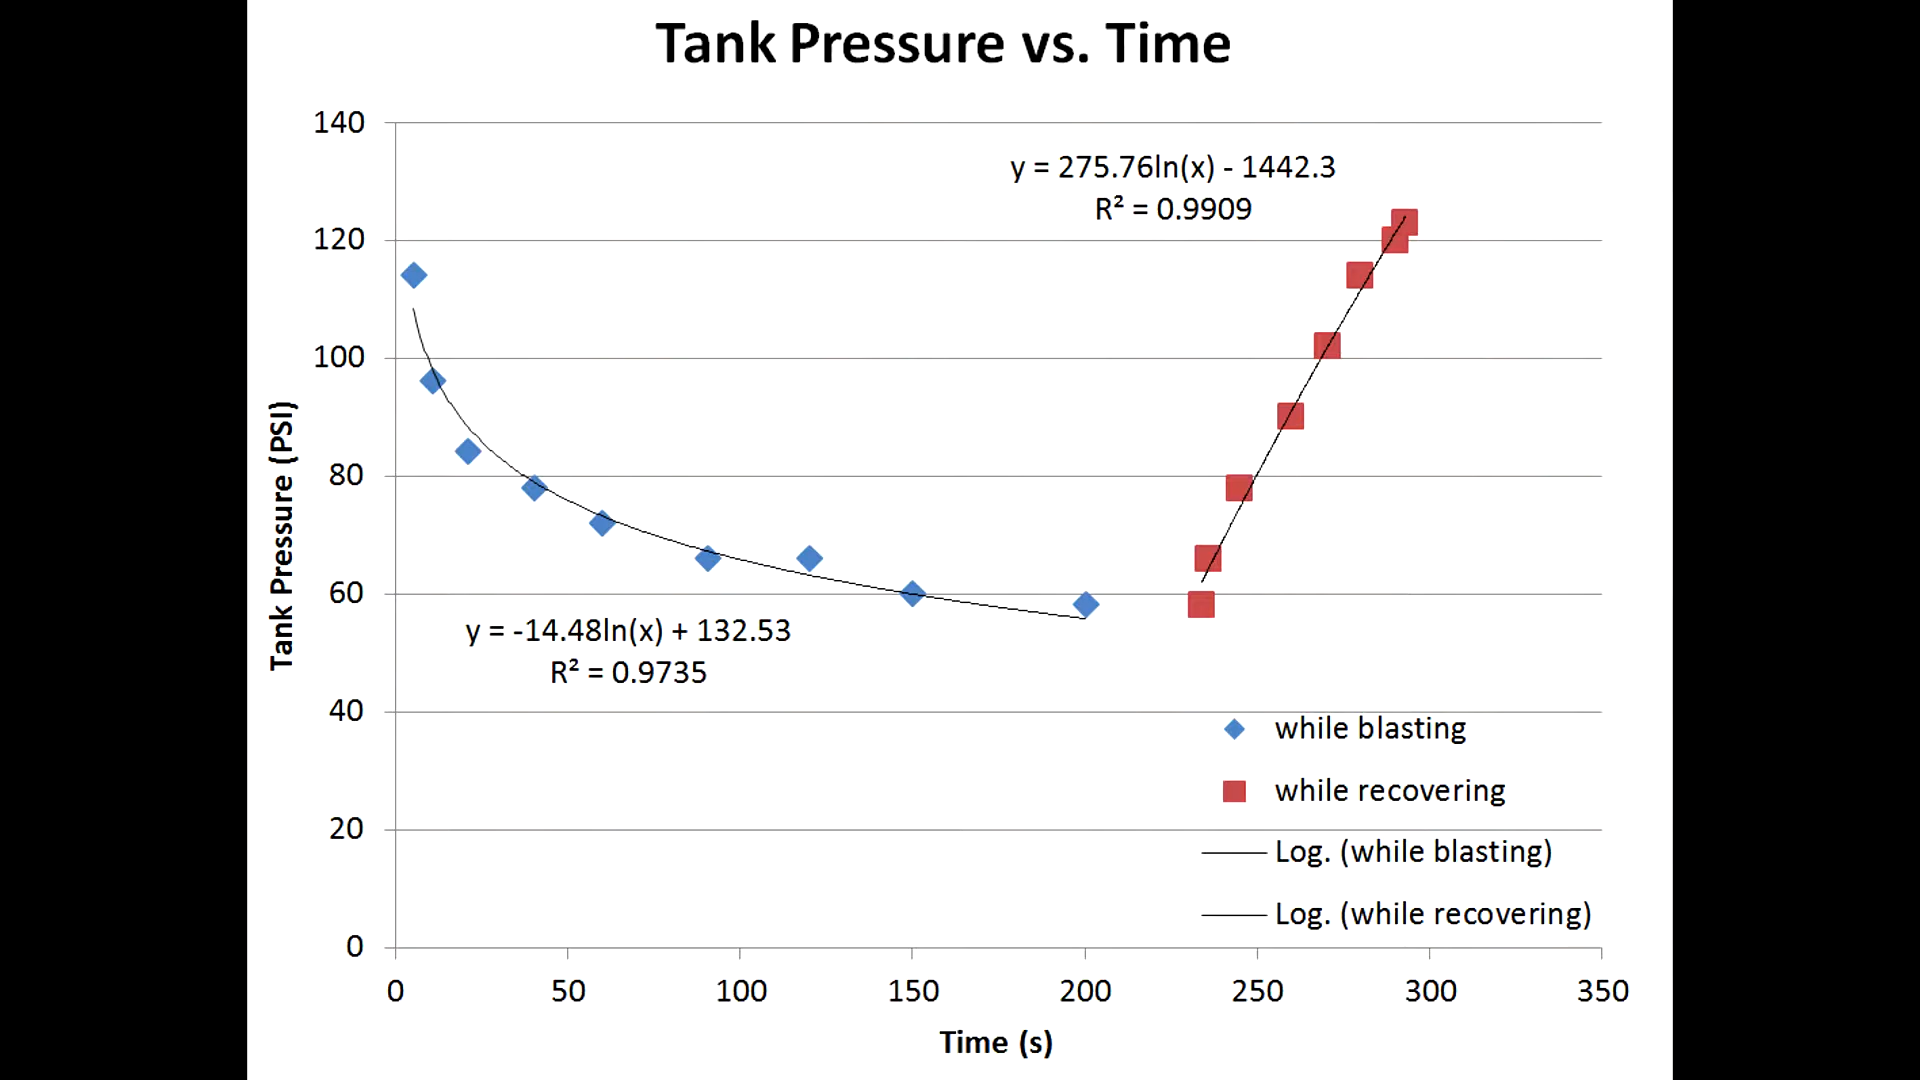 Tank Pressure vs. Time
140
120
100
80
60
40
20
0
Tank Pressure (PSI)
y = 275.76ln(x) - 1442.3
R² = 0.9909
y = -14.48ln(x) + 132.53
R² = 0.9735
while blasting
while recovering
Log. (while blasting)
Log. (while recovering)
0 50 100 150 200 250 300 350
Time (s)